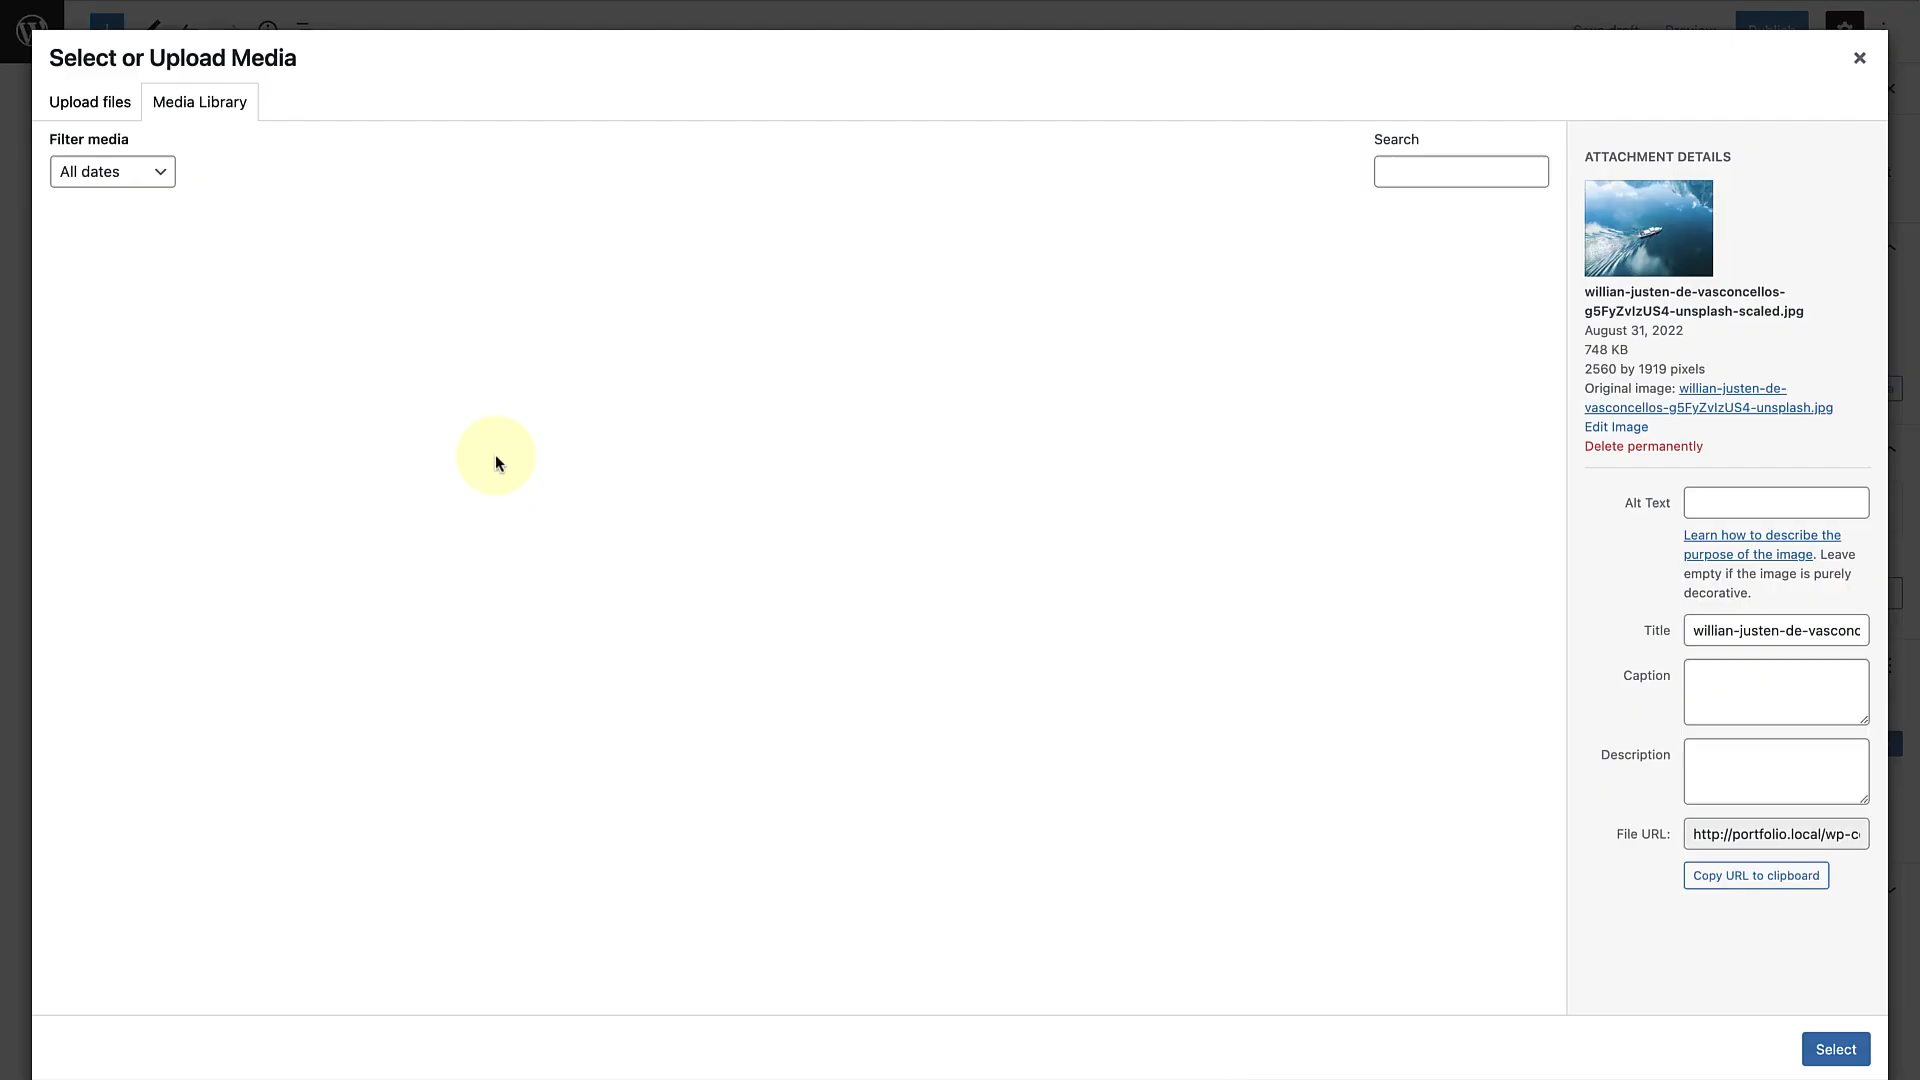 Select or Upload Media
Upload files
Media Library
Filter media
All dates
Search
ATTACHMENT DETAILS
willian-justen-de-vasconcellos-
g5FyZvIzUS4-unsplash-scaled.jpg
August 31, 2022
748 KB
2560 by 1919 pixels
Original image: willian-justen-de-
vasconcellos-g5FyZvIzUS4-unsplash.jpg
Edit Image
Delete permanently
Alt Text
Learn how to describe the
purpose of the image. Leave
empty if the image is purely
decorative.
Title
willian-justen-de-vasconc
Caption
Description
File URL:
http://portfolio.local/wp-c
Copy URL to clipboard
Select